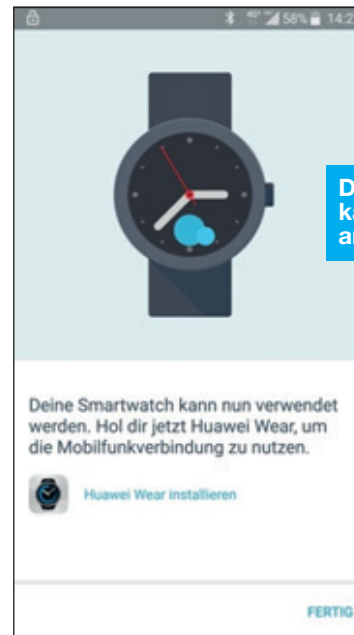 58% 14:2
Deine Smartwatch kann nun verwendet
werden. Hol dir jetzt Huawei Wear, um
die Mobilfunkverbindung zu nutzen.
Huawei Wear installieren
FERTIG